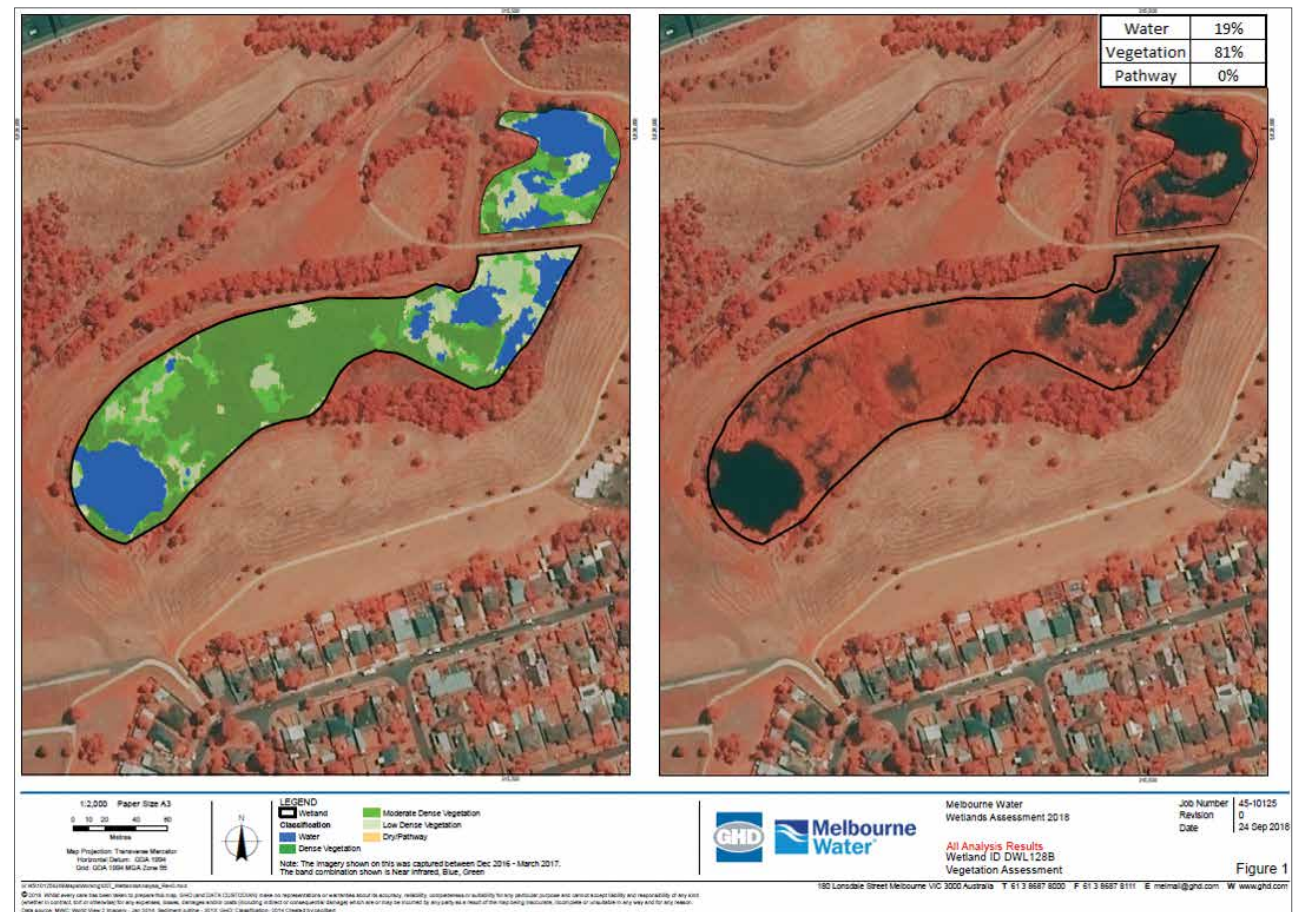 Water 19%
Vegetation 81%
Pathway 0%
1:2,000 Paper Size A3
0 10 20 40 60
Metres
Map Projection: Transverse Mercator
Horizontal Datum: GDA 1994
Grid: GDA 1994 MGA Zone 55
N
LEGEND
Wetland
Classification
Water
Dense Vegetation
Moderate Dense Vegetation
Low Dense Vegetation
Dry/Pathway
Note: The imagery shown on this was captured between Dec 2016 - March 2017.
The band combination shown is Near Infrared, Blue, Green
GHD
Melbourne
Water
Melbourne Water
Wetlands Assessment 2018
All Analysis Results
Wetland ID DWL128B
Vegetation Assessment
Job Number 45-10125
Revision 0
Date 24 Sep 2018
Figure 1
180 Lonsdale Street Melbourne VIC 3000 Australia T 61 3 8687 8000 F 61 3 8687 8111 E melmail@ghd.com W www.ghd.com